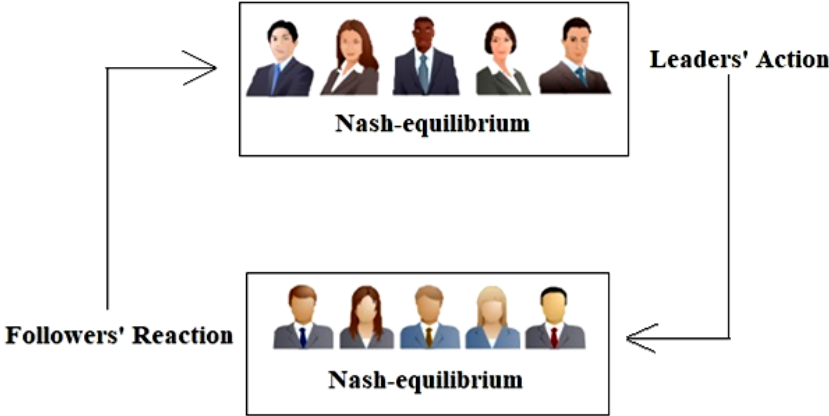 Leaders' Action
Nash-equilibrium
Followers' Reaction
Nash-equilibrium